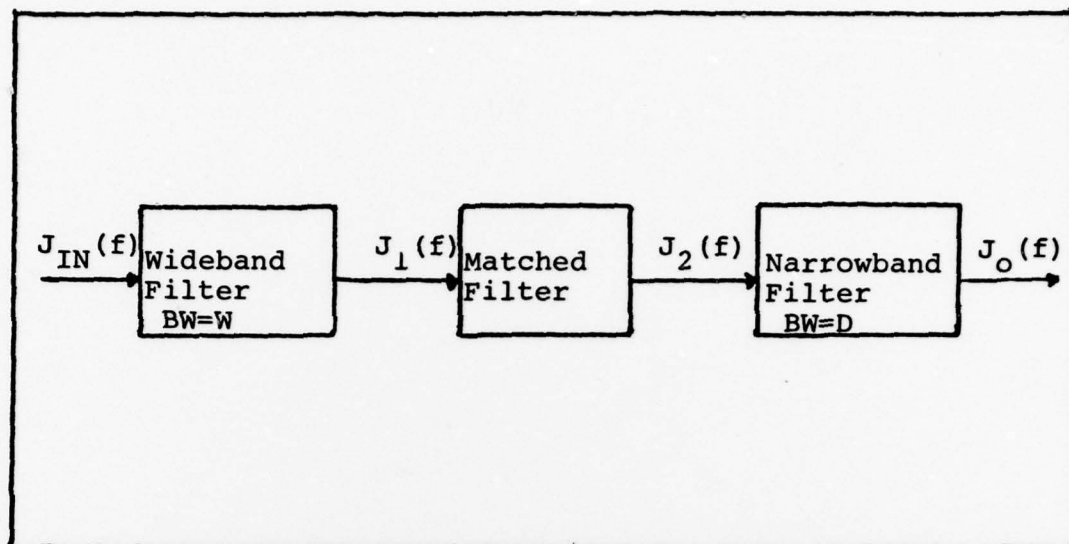 J_IN(f)
Wideband
Filter
BW=W
J_1(f)
Matched
Filter
J_2(f)
Narrowband
Filter
BW=D
J_o(f)